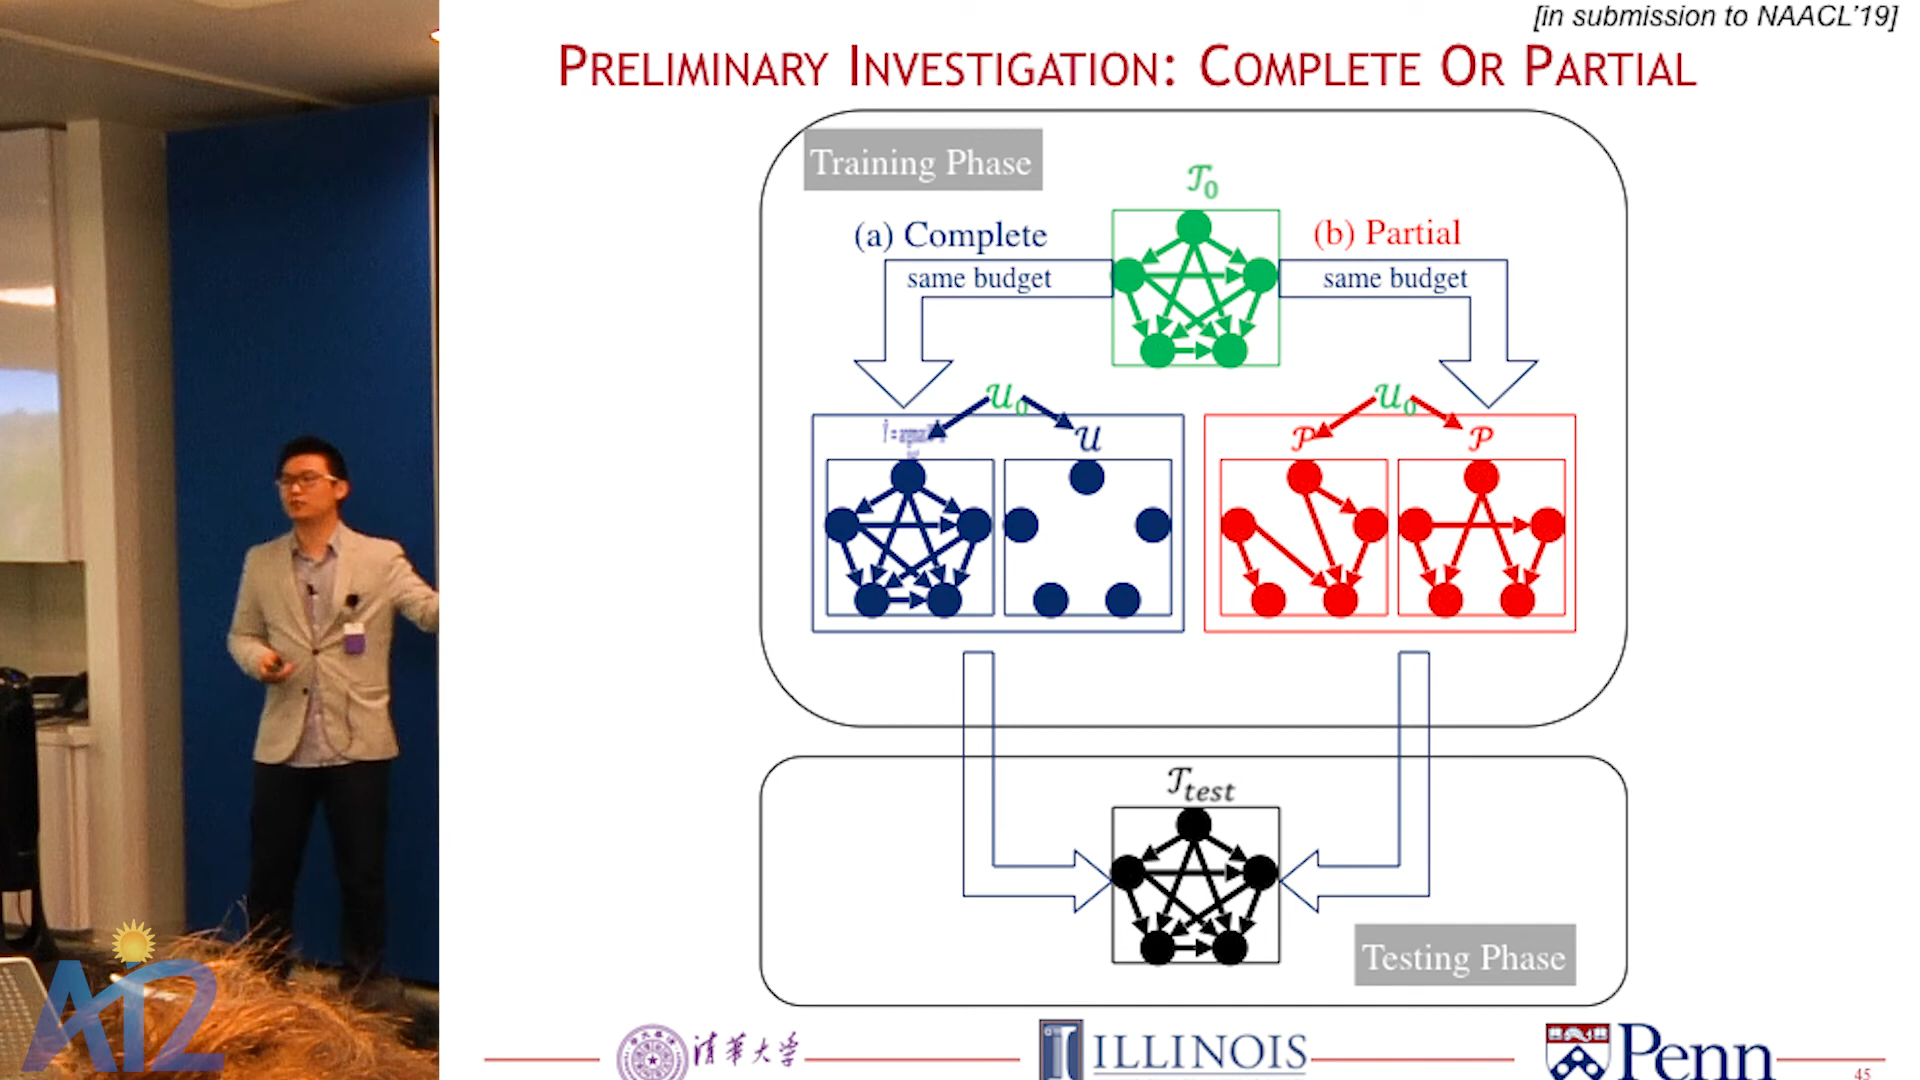 [in submission to NAACL'19]
PRELIMINARY INVESTIGATION: COMPLETE OR PARTIAL
Training Phase
𝒯0
(a) Complete
(b) Partial
same budget
same budget
𝒰0
𝒰0
𝒰
𝒫
𝒫
𝒯test
Testing Phase
AI2
清華大学
ILLINOIS
Penn
45